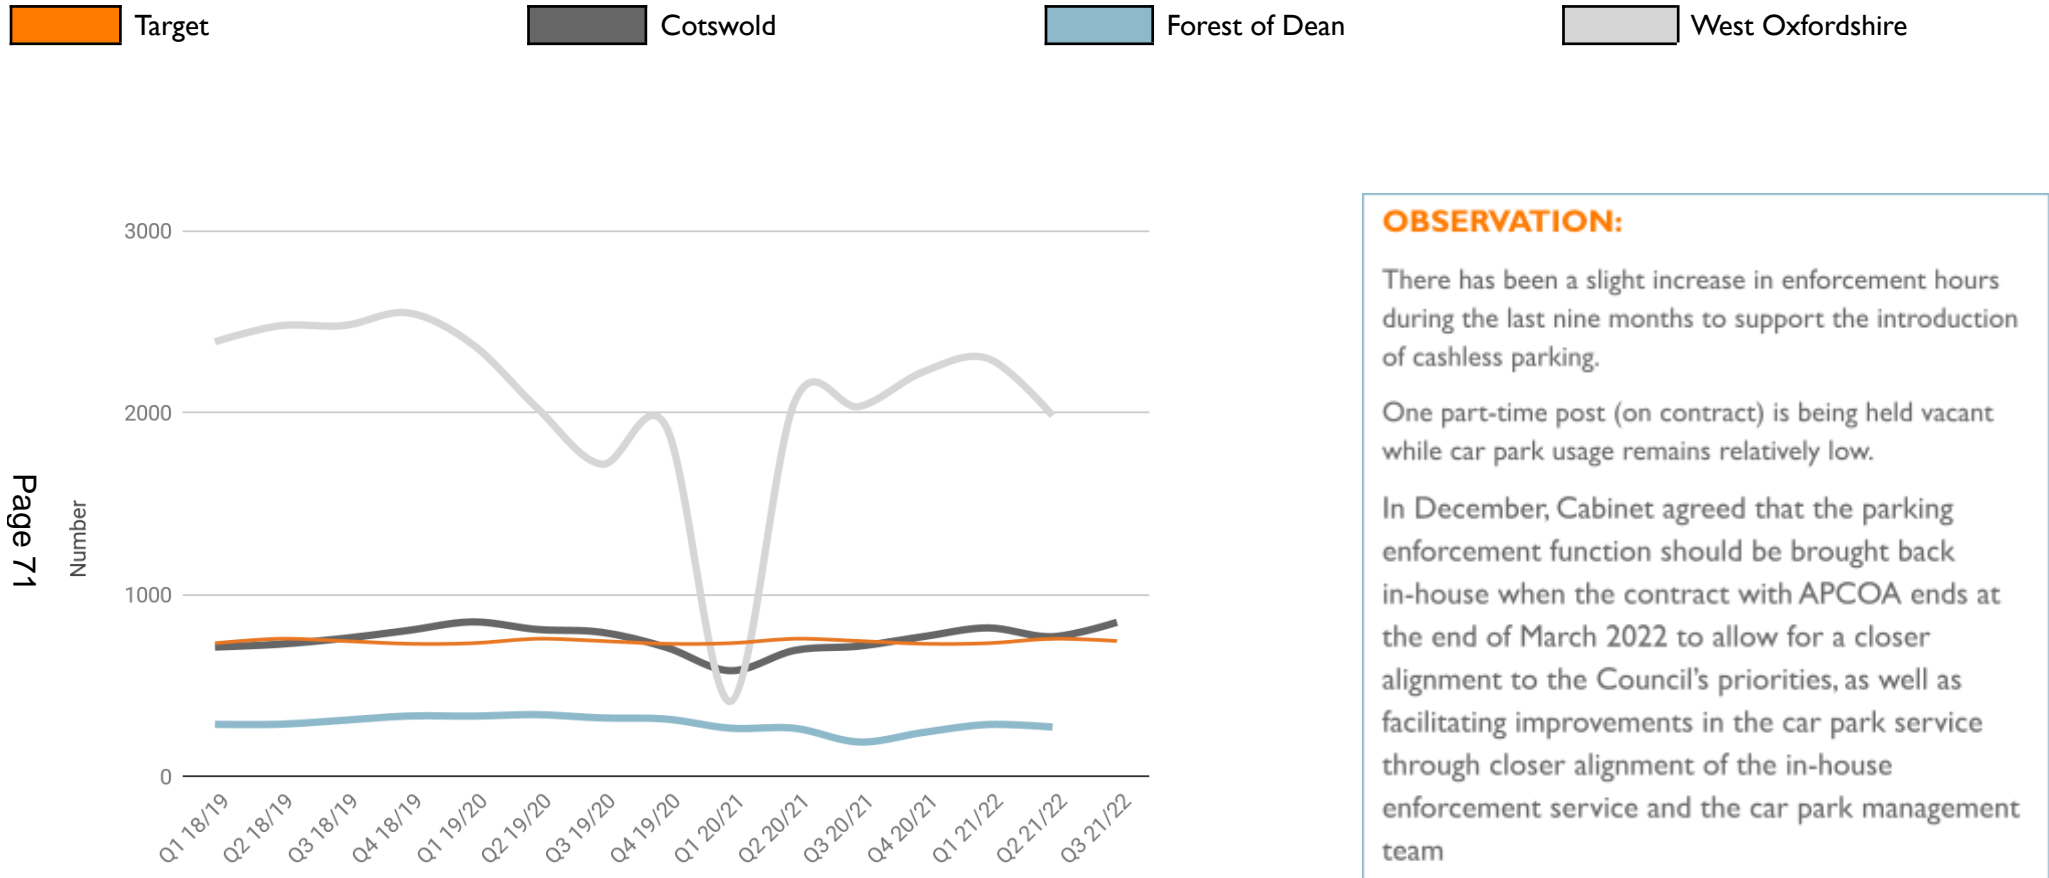 Target
Cotswold
Forest of Dean
West Oxfordshire
3000
2000
1000
0
Number
Page 71
Q1 18/19
Q2 18/19
Q3 18/19
Q4 18/19
Q1 19/20
Q2 19/20
Q3 19/20
Q4 19/20
Q1 20/21
Q2 20/21
Q3 20/21
Q4 20/21
Q1 21/22
Q2 21/22
Q3 21/22
OBSERVATION:
There has been a slight increase in enforcement hours
during the last nine months to support the introduction
of cashless parking.
One part-time post (on contract) is being held vacant
while car park usage remains relatively low.
In December, Cabinet agreed that the parking
enforcement function should be brought back
in-house when the contract with APCOA ends at
the end of March 2022 to allow for a closer
alignment to the Council's priorities, as well as
facilitating improvements in the car park service
through closer alignment of the in-house
enforcement service and the car park management
team